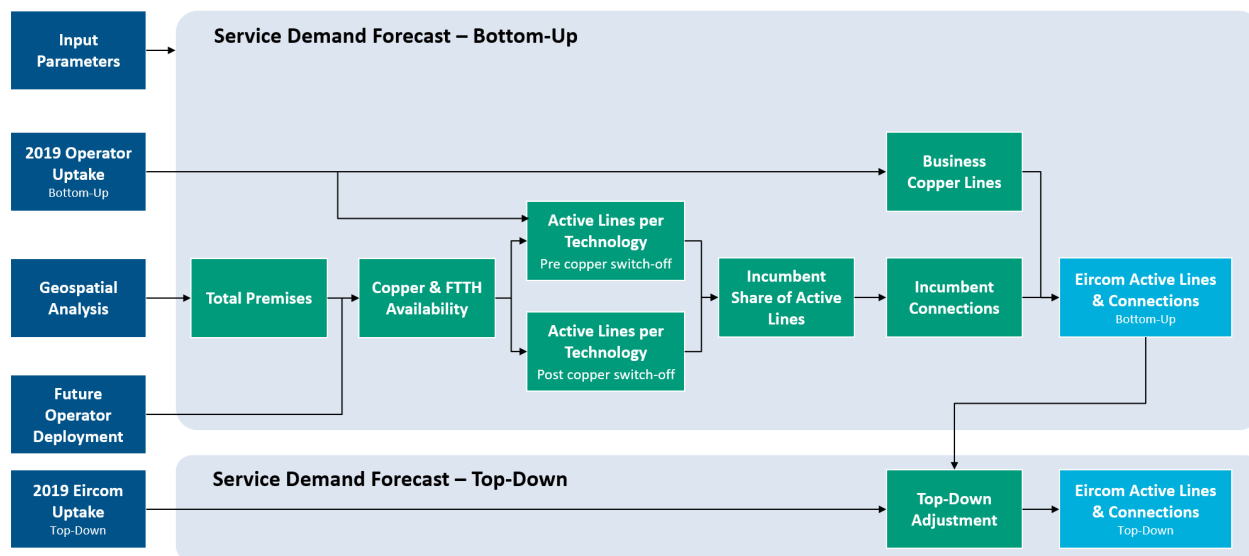 Service Demand Forecast – Bottom-Up
Input
Parameters
2019 Operator
Uptake
Bottom-Up
Business
Copper Lines
Active Lines per
Technology
Pre copper switch-off
Geospatial
Analysis
Total Premises
Copper & FTTH
Availability
Incumbent
Share of Active
Lines
Incumbent
Connections
Eircom Active Lines
& Connections
Bottom-Up
Active Lines per
Technology
Post copper switch-off
Future
Operator
Deployment
Service Demand Forecast – Top-Down
2019 Eircom
Uptake
Top-Down
Top-Down
Adjustment
Eircom Active Lines
& Connections
Top-Down